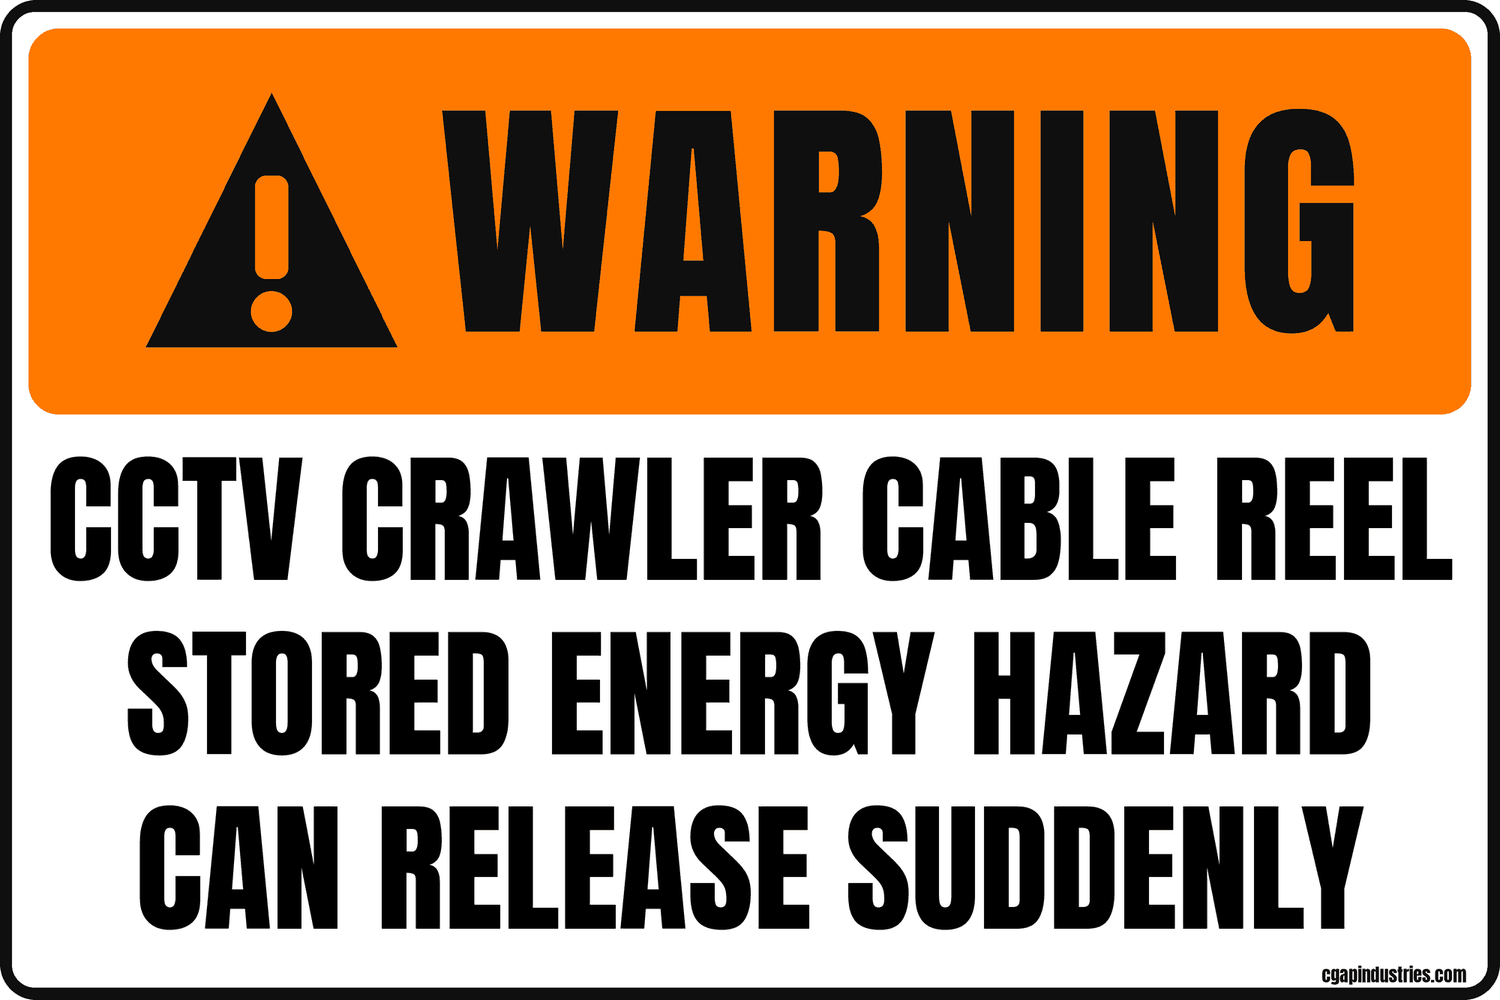 WARNING
CCTV CRAWLER CABLE REEL
STORED ENERGY HAZARD
CAN RELEASE SUDDENLY
cgapindustries.com